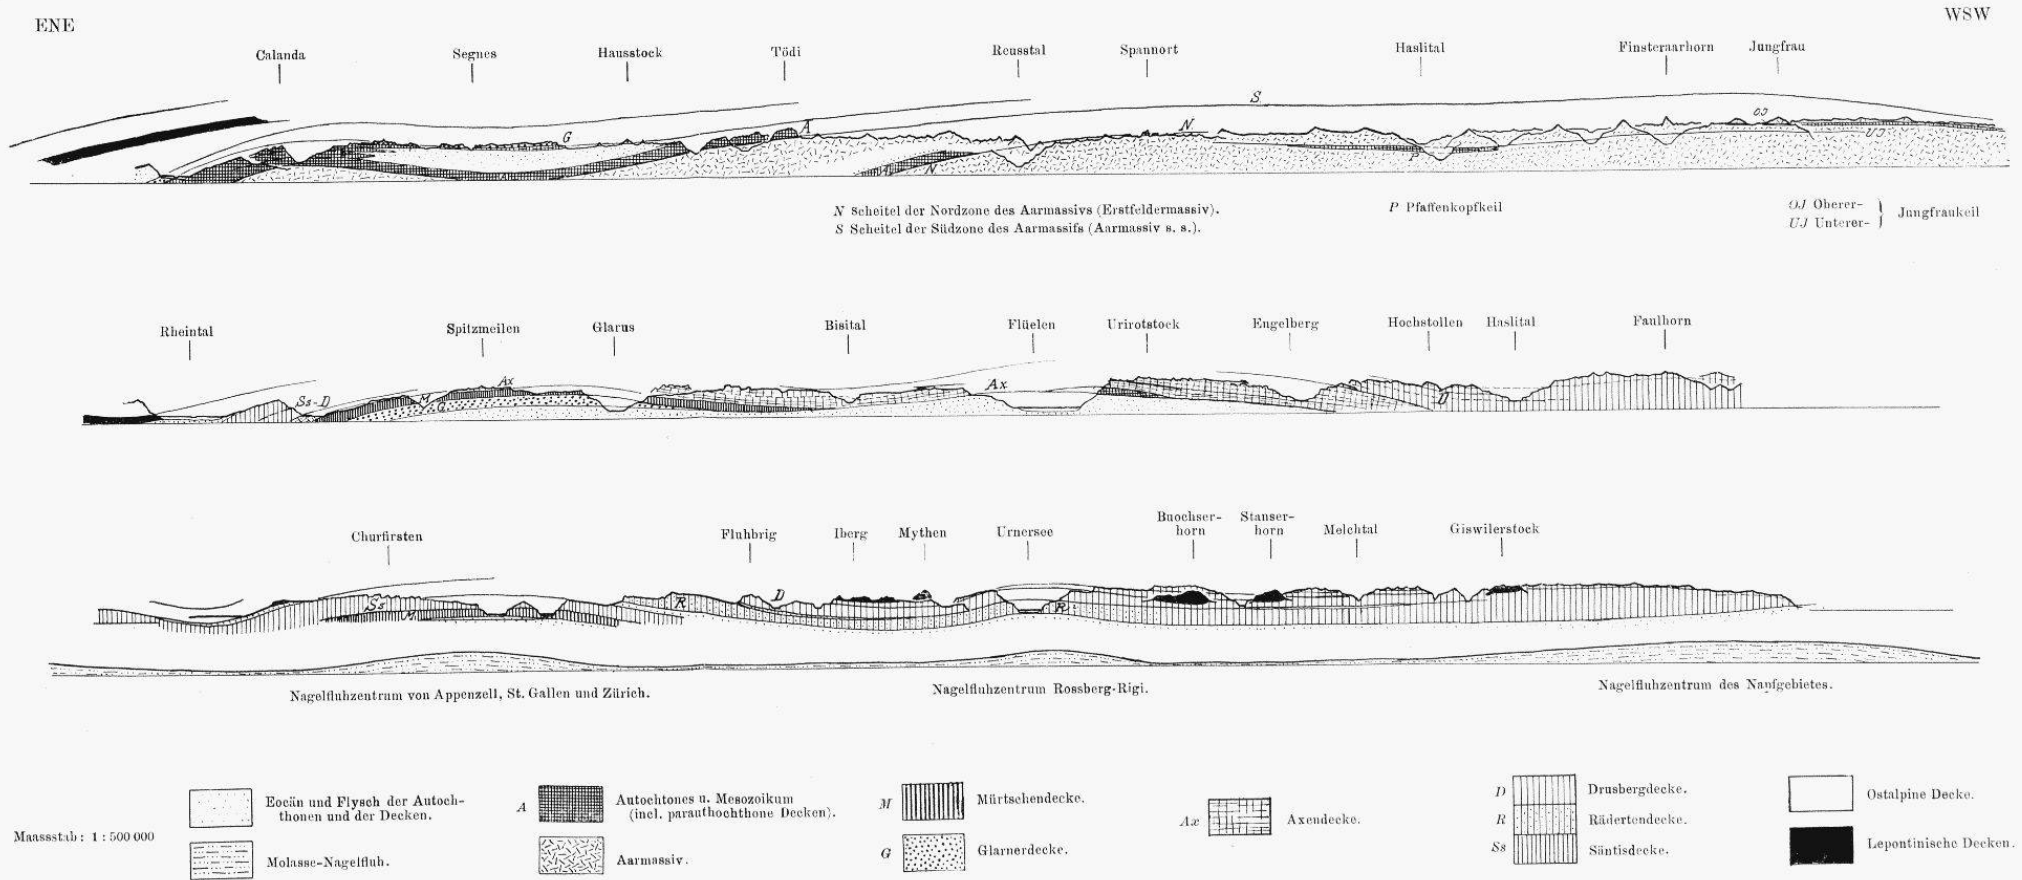 ENE
WSW
Calanda Segnes Hausstock Tödi Reusstal Spannort Haslital Finsteraarhorn Jungfrau
S
G A N OJ UJ
A N P
N Scheitel der Nordzone des Aarmassivs (Erstfeldermassiv).
S Scheitel der Südzone des Aarmassifs (Aarmassiv s. s.).
P Pfaffenkopfkeil
OJ Oberer-
UJ Unterer-
Jungfraukeil
Rheintal Spitzmeilen Glarus Bisital Flüelen Urirotstock Engelberg Hochstollen Haslital Faulhorn
Ss-D M G Ax Ax D
Churfirsten Fluhbrig Iberg Mythen Urnersee Buochser-
horn Stanser-
horn Melchtal Giswilerstock
Ss M R D R
Nagelfluhzentrum von Appenzell, St. Gallen und Zürich.
Nagelfluhzentrum Rossberg-Rigi.
Nagelfluhzentrum des Napfgebietes.
Maassstab: 1 : 500 000
Eocän und Flysch der Autoch-
thonen und der Decken.
Molasse-Nagelfluh.
A Autochtones u. Mesozoikum
(incl. parauthochthone Decken).
Aarmassiv.
M Mürtschendecke.
G Glarnerdecke.
Ax Axendecke.
D Drusbergdecke.
R Rädertendecke.
Ss Säntisdecke.
Ostalpine Decke.
Lepontinische Decken.